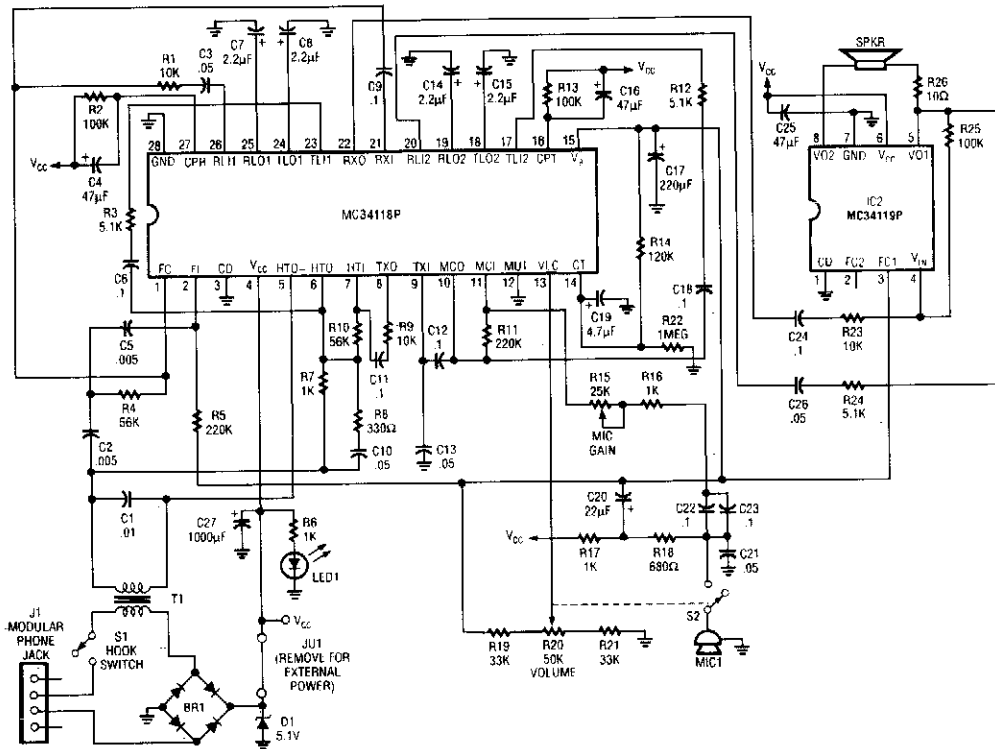 R1
10K
C3
.05
C7
2.2µF
C8
2.2µF
C9
.1
C14
2.2µF
C15
2.2µF
R13
100K
C16
47µF
VCC
R12
5.1K
VCC
SPKR
R26
10Ω
R25
100K
C25
47µF
R2
100K
VCC
C4
47µF
28 27 26 25 24 23 22 21 20 19 18 17 16 15
GND CPR RLI1 RLO1 TLO1 TLI1 RXO RXI RLI2 RLO2 TLO2 TLI2 CPT VB
MC34118P
FO FI CD VCC HTO- HTO HTI TXO TXI MCO MCI MUT VLC CT
1 2 3 4 5 6 7 8 9 10 11 12 13 14
R3
5.1K
C6
.1
C17
220µF
R14
120K
C18
.1
8 7 6 5
VO2 GND VCC VO1
IC2
MC34119P
CD FC2 FC1 VIN
1 2 3 4
C5
.005
R4
56K
R5
220K
C2
.005
R10
56K
R7
1K
C11
.1
R9
10K
R8
330Ω
C10
.05
C12
.1
C13
.05
R11
220K
C19
4.7µF
R22
1MEG
R15
25K
MIC
GAIN
R16
1K
C24
.1
R23
10K
C26
.05
R24
5.1K
C1
.01
C27
1000µF
R6
1K
LED1
C20
22µF
VCC
R17
1K
R18
680Ω
C22
.1
C23
.1
C21
.05
T1
J1
MODULAR
PHONE
JACK
S1
HOOK
SWITCH
VCC
JU1
(REMOVE FOR
EXTERNAL
POWER)
BR1
D1
5.1V
R19
33K
R20
50K
VOLUME
R21
33K
S2
MIC1